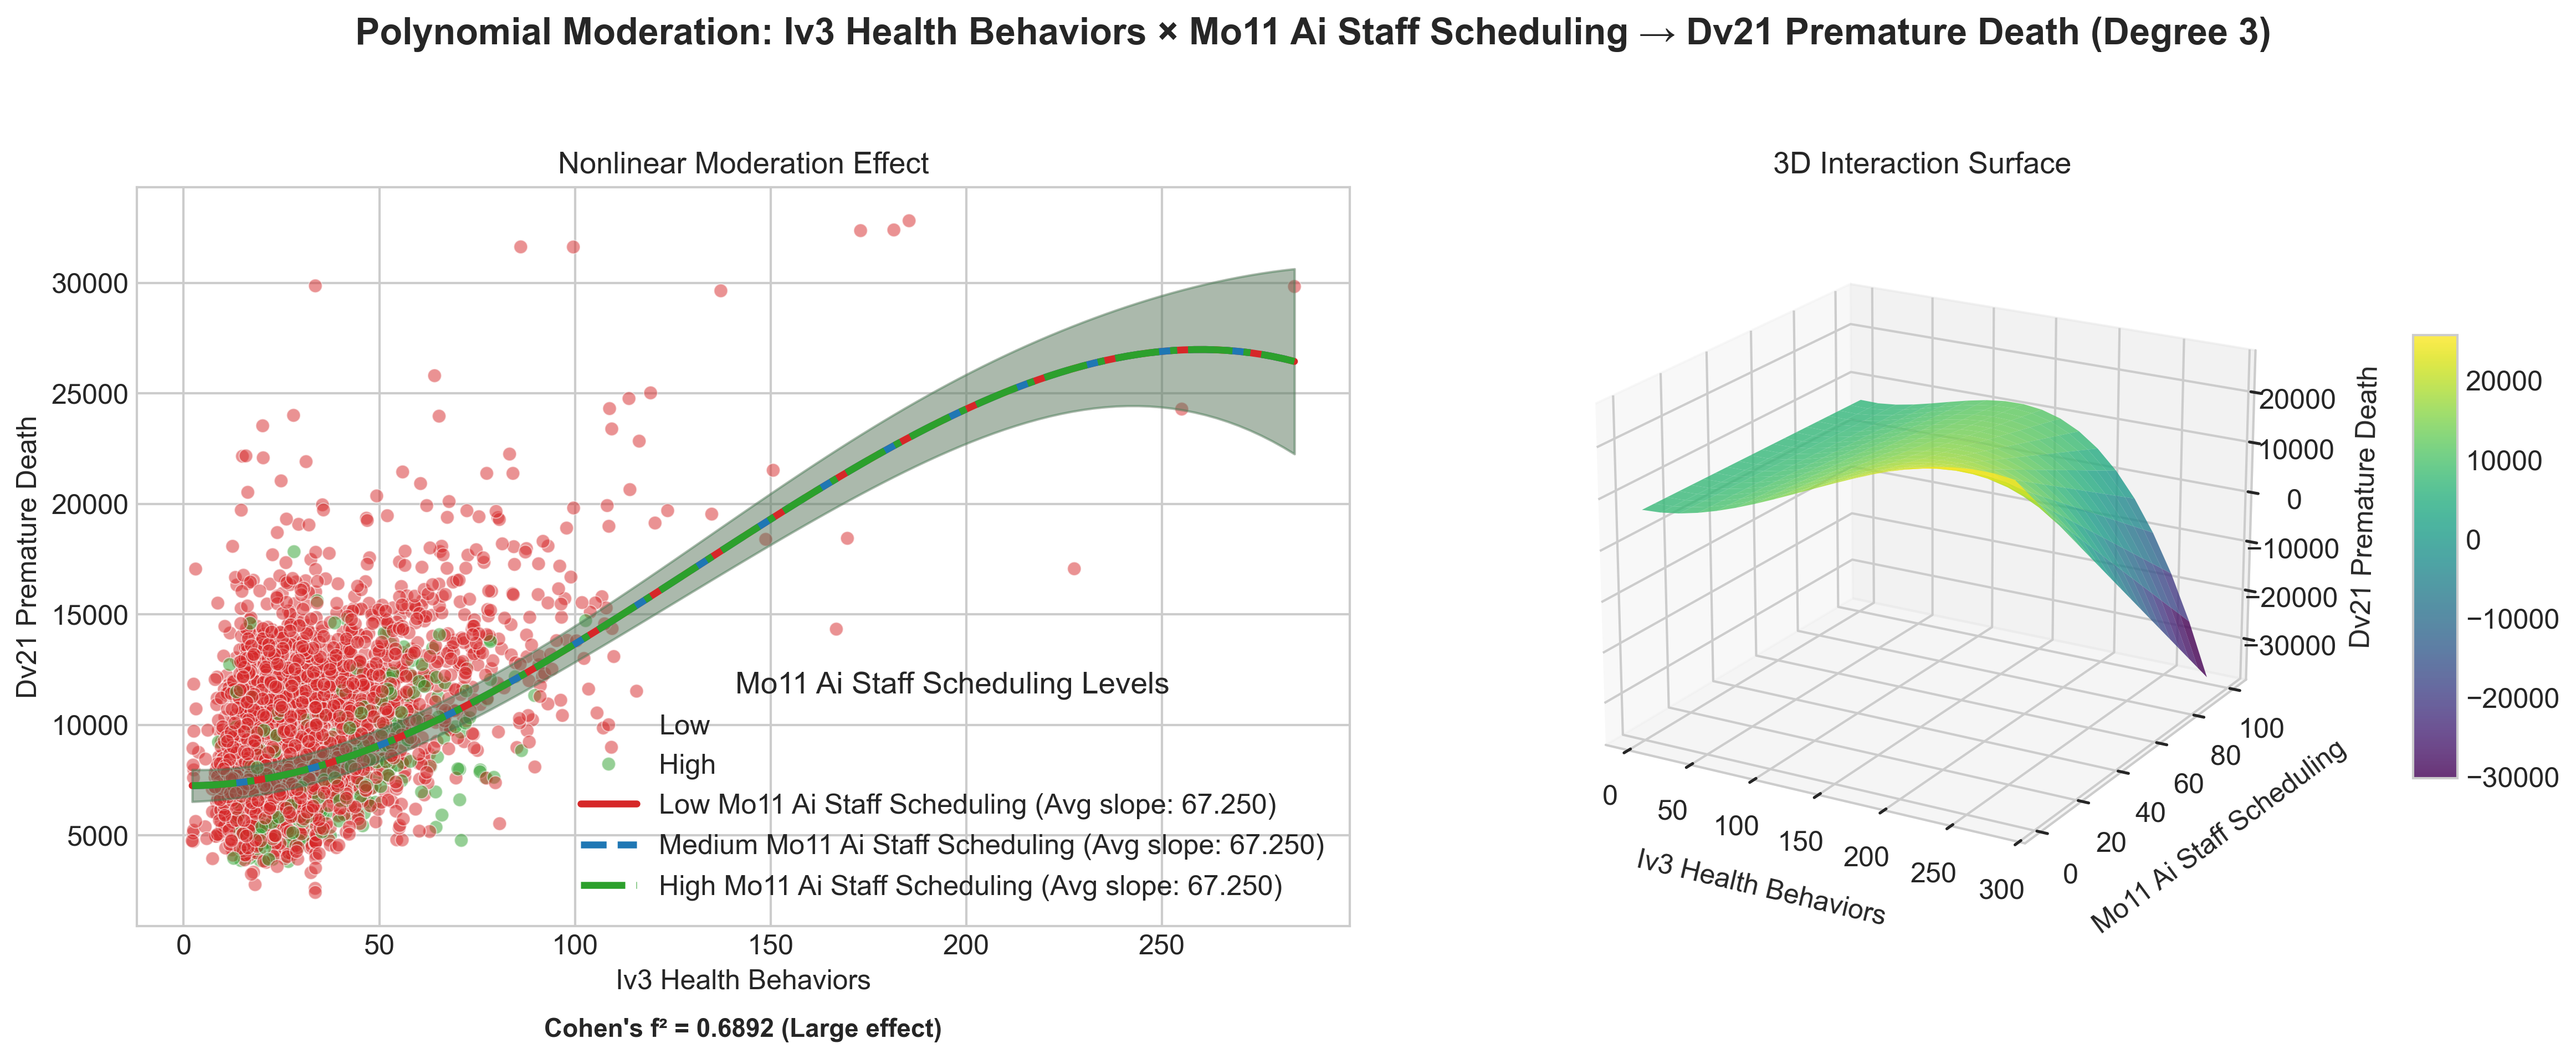 Polynomial Moderation: Iv3 Health Behaviors × Mo11 Ai Staff Scheduling → Dv21 Premature Death (Degree 3)
Nonlinear Moderation Effect
Dv21 Premature Death
30000
25000
20000
15000
10000
5000
0 50 100 150 200 250
Iv3 Health Behaviors
Mo11 Ai Staff Scheduling Levels
Low
High
Low Mo11 Ai Staff Scheduling (Avg slope: 67.250)
Medium Mo11 Ai Staff Scheduling (Avg slope: 67.250)
High Mo11 Ai Staff Scheduling (Avg slope: 67.250)
Cohen's f² = 0.6892 (Large effect)
3D Interaction Surface
0 50 100 150 200 250 300
Iv3 Health Behaviors
0 20 40 60 80 100
Mo11 Ai Staff Scheduling
20000
10000
0
−10000
−20000
−30000
Dv21 Premature Death
20000
10000
0
−10000
−20000
−30000